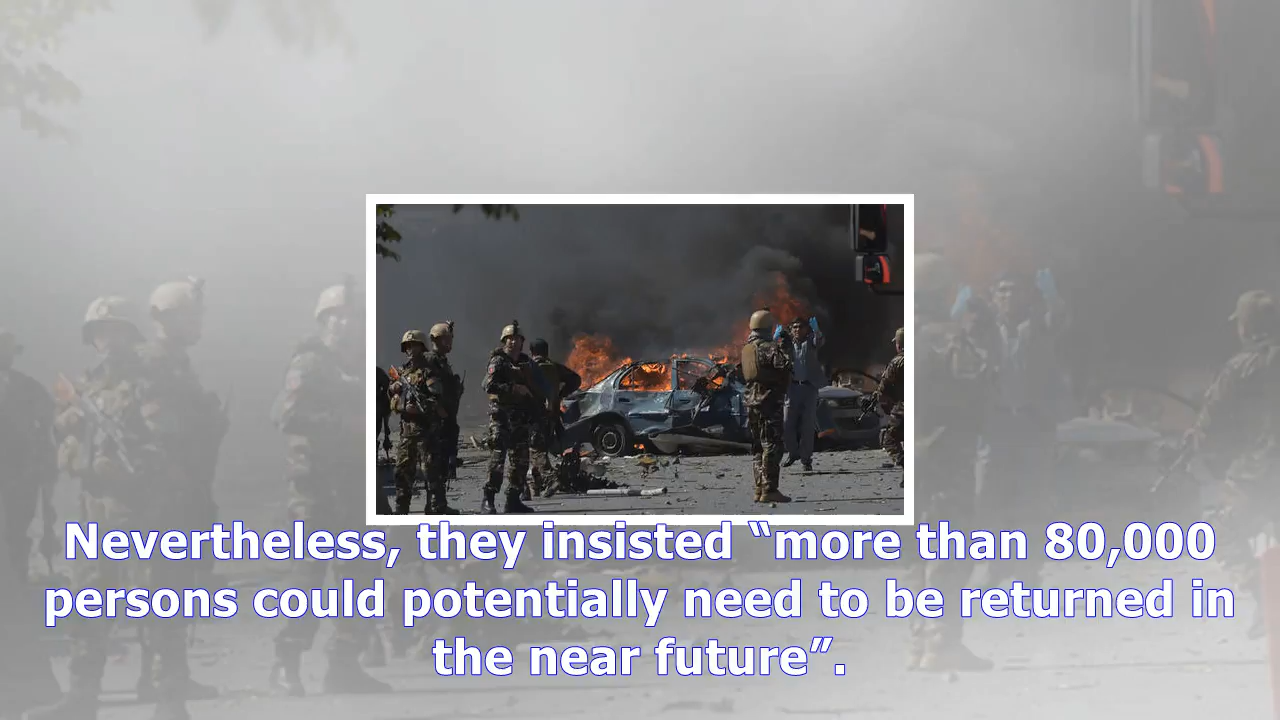 Nevertheless, they insisted “more than 80,000
persons could potentially need to be returned in
the near future”.